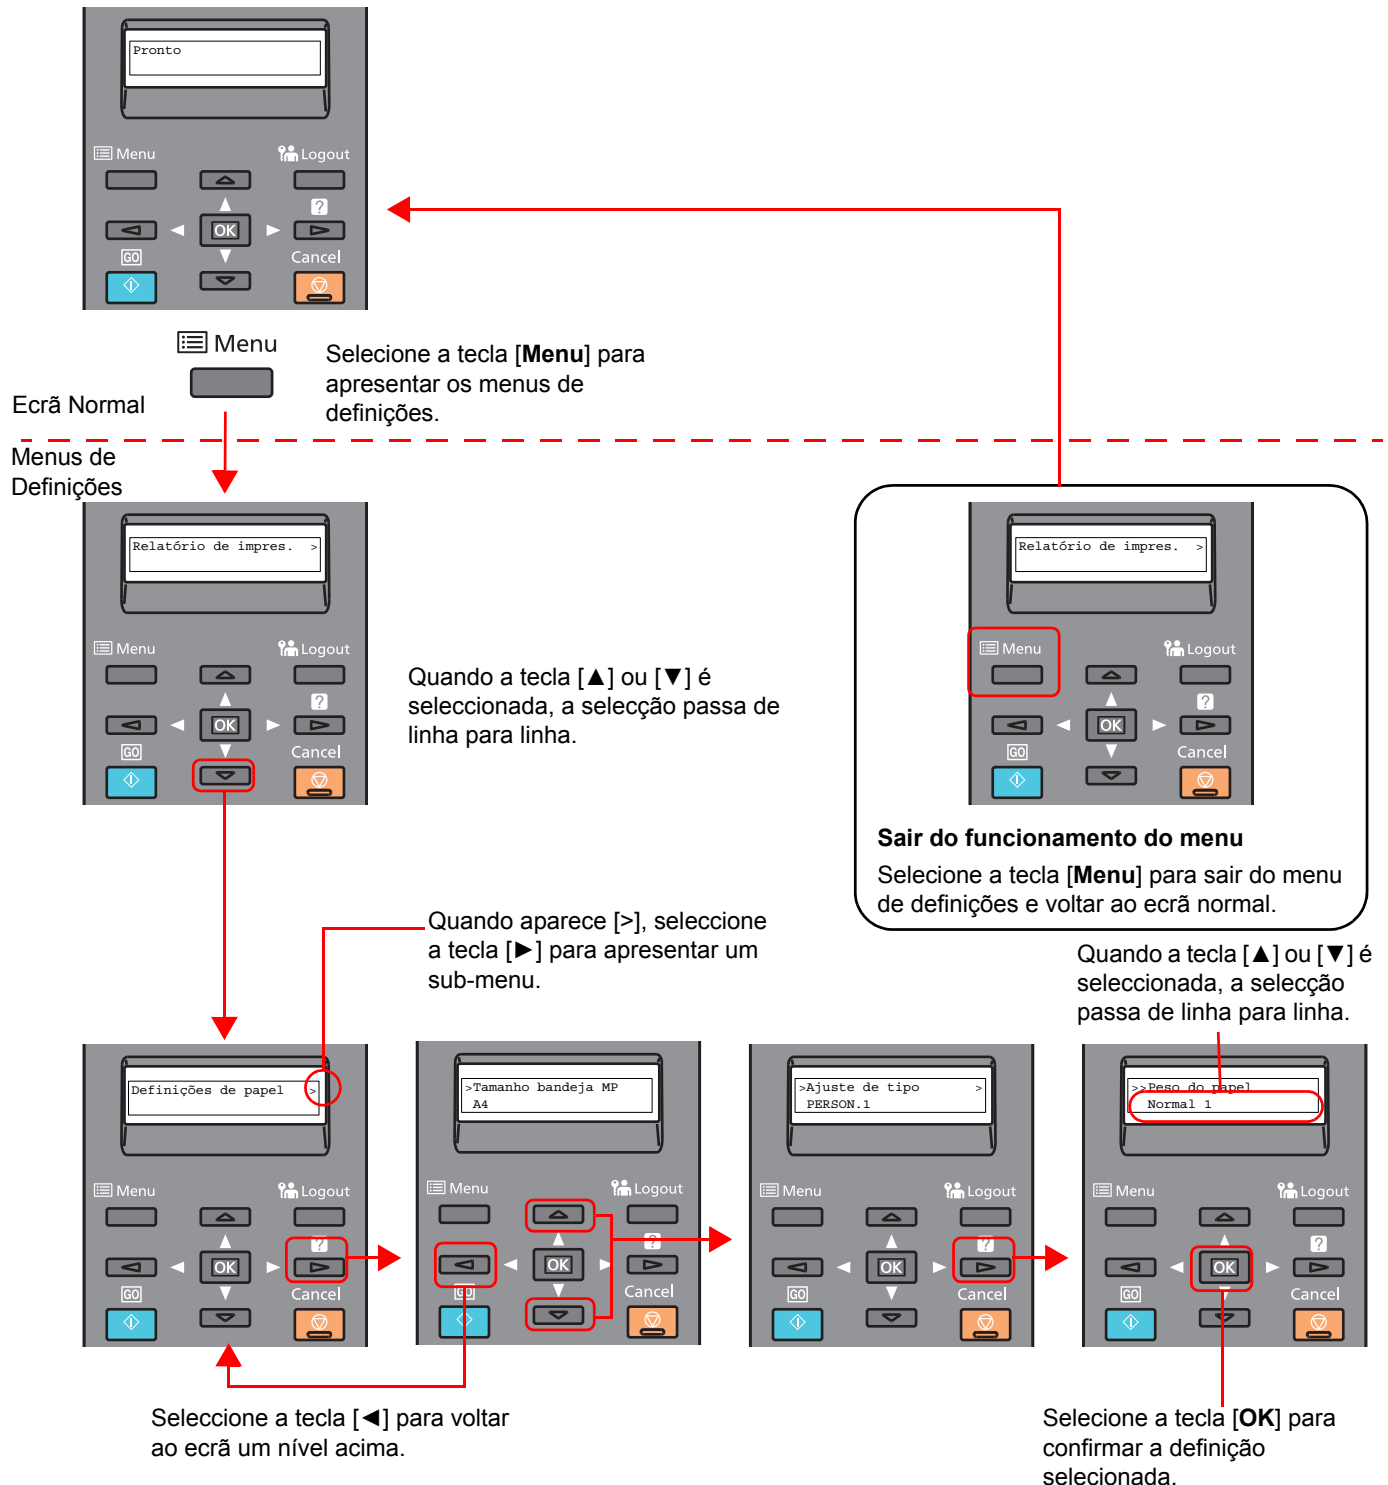 Pronto
Menu
Logout
?
OK
GO
Cancel
Menu
Selecione a tecla [Menu] para
apresentar os menus de
definições.
Ecrã Normal
Menus de
Definições
Relatório de impres. >
Menu
Logout
?
OK
GO
Cancel
Quando a tecla [▲] ou [▼] é
seleccionada, a selecção passa de
linha para linha.
Relatório de impres. >
Menu
Logout
?
OK
GO
Cancel
Sair do funcionamento do menu
Selecione a tecla [Menu] para sair do menu
de definições e voltar ao ecrã normal.
Quando aparece [>], seleccione
a tecla [►] para apresentar um
sub-menu.
Quando a tecla [▲] ou [▼] é
seleccionada, a selecção
passa de linha para linha.
Definições de papel >
Menu
Logout
?
OK
GO
Cancel
>Tamanho bandeja MP
A4
Menu
Logout
?
OK
GO
Cancel
>Ajuste de tipo >
PERSON.1
Menu
Logout
?
OK
GO
Cancel
>>Peso do papel
Normal 1
Menu
Logout
?
OK
GO
Cancel
Seleccione a tecla [◄] para voltar
ao ecrã um nível acima.
Selecione a tecla [OK] para
confirmar a definição
selecionada.